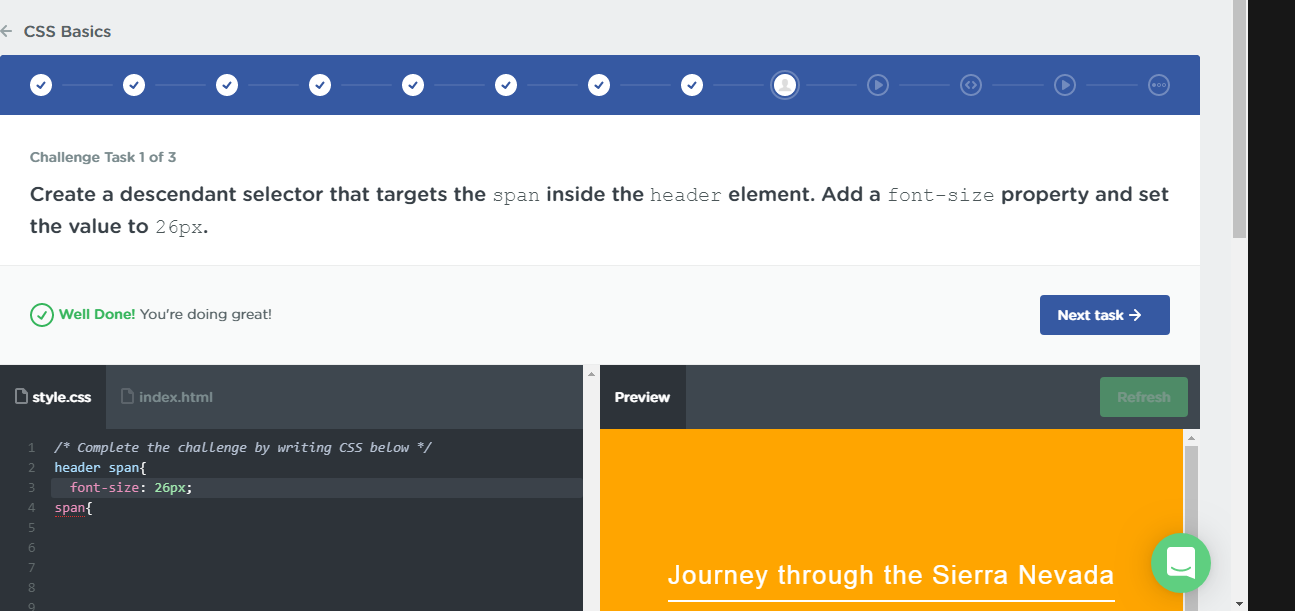 CSS Basics
Challenge Task 1 of 3
Create a descendant selector that targets the span inside the header element. Add a font-size property and set
the value to 26px.
Well Done! You're doing great!
Next task →
style.css
index.html
Preview
Refresh
1 /* Complete the challenge by writing CSS below */
2 header span{
3 font-size: 26px;
4 span{
5
6
7
8
9
Journey through the Sierra Nevada